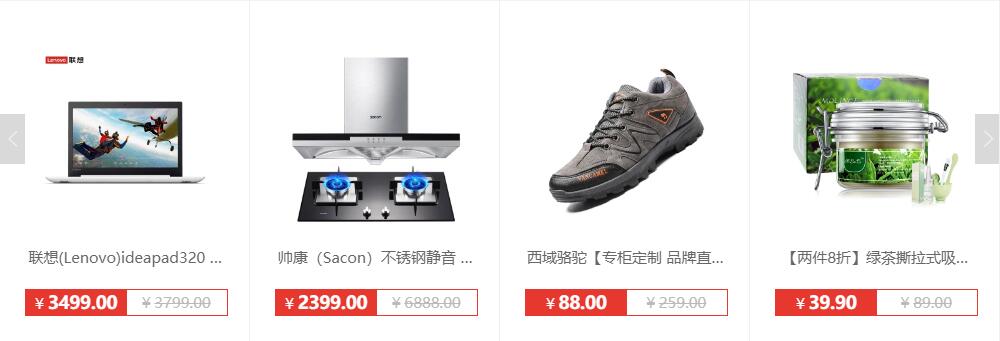 Lenovo 联想
sacon
VANCAMEL
联想(Lenovo)ideapad320 ...
帅康（Sacon）不锈钢静音 ...
西域骆驼【专柜定制 品牌直...
【两件8折】绿茶撕拉式吸...
￥3499.00 ￥3799.00
￥2399.00 ￥6888.00
￥88.00 ￥259.00
￥39.90 ￥89.00